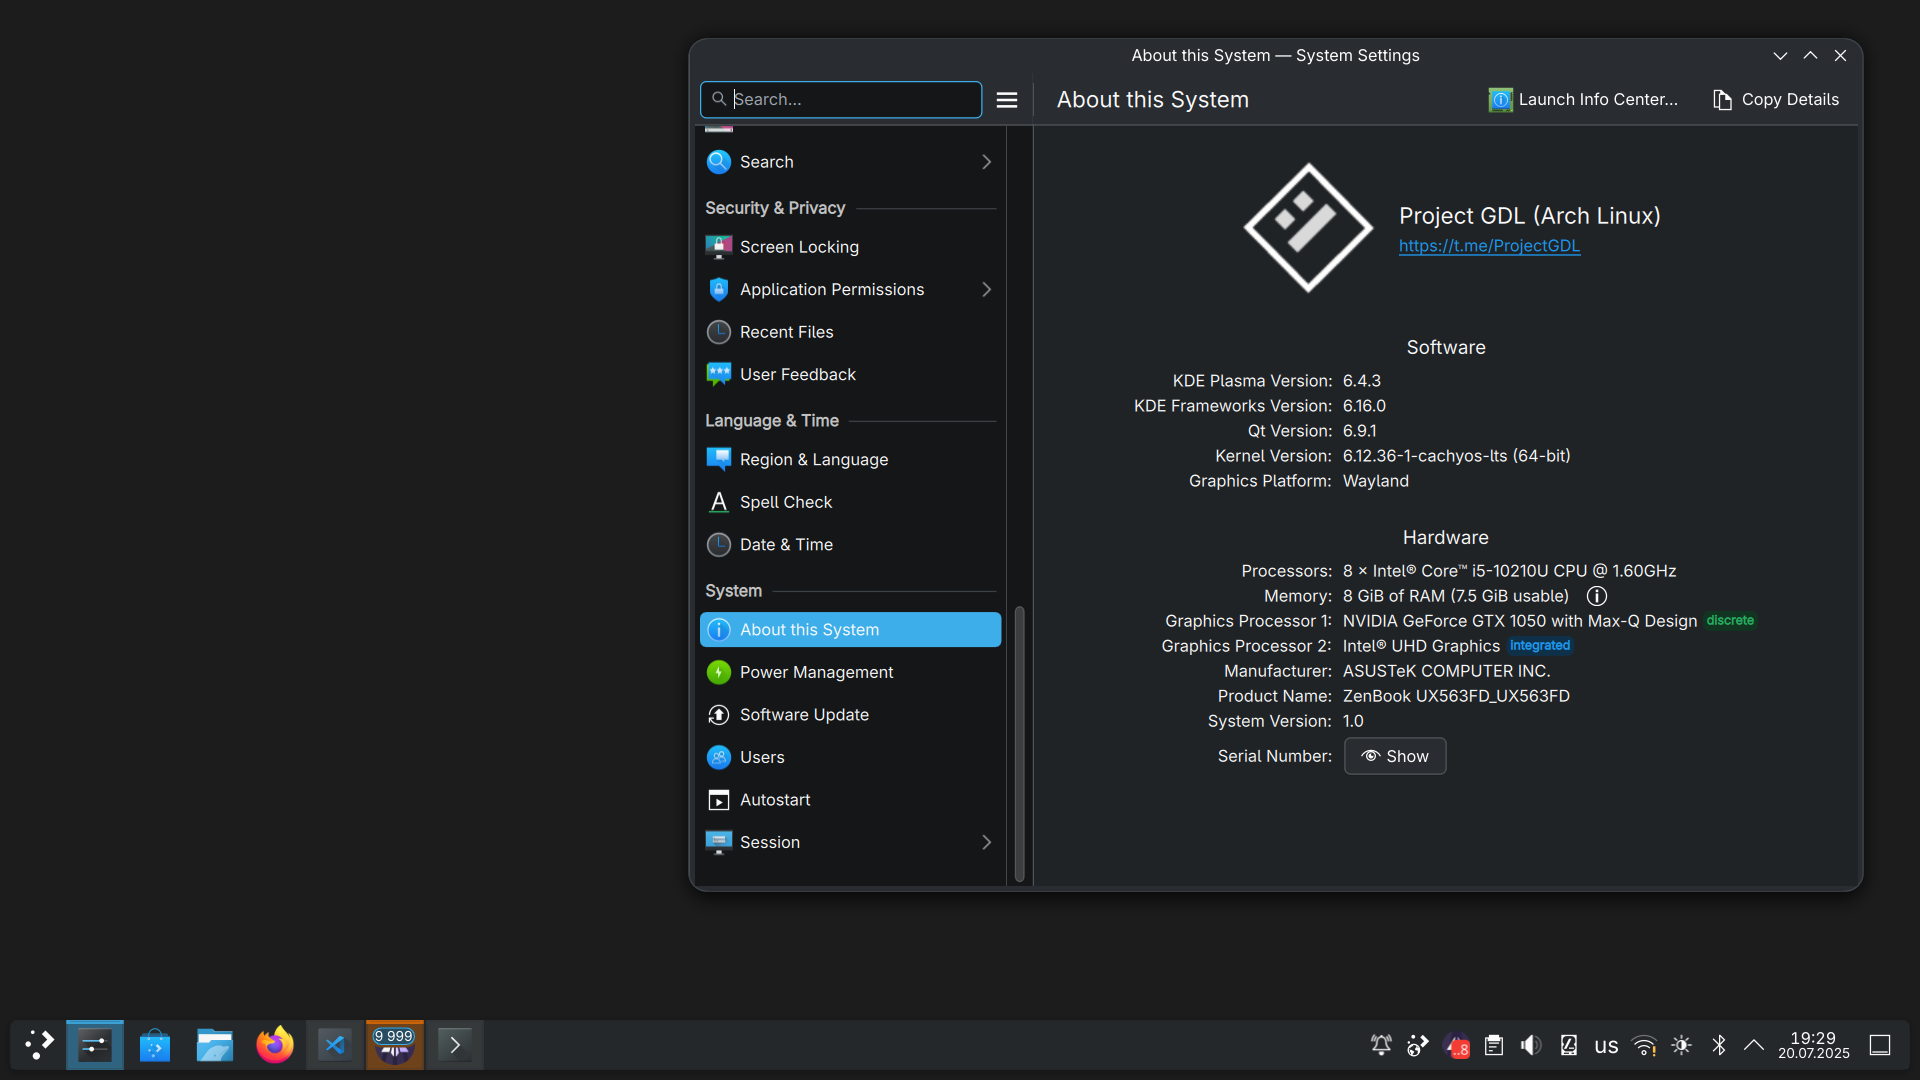 About this System — System Settings
Search...
About this System
Launch Info Center...
Copy Details
Search
Security & Privacy
Screen Locking
Application Permissions
Recent Files
User Feedback
Language & Time
Region & Language
Spell Check
Date & Time
System
About this System
Power Management
Software Update
Users
Autostart
Session
Project GDL (Arch Linux)
https://t.me/ProjectGDL
Software
KDE Plasma Version: 6.4.3
KDE Frameworks Version: 6.16.0
Qt Version: 6.9.1
Kernel Version: 6.12.36-1-cachyos-lts (64-bit)
Graphics Platform: Wayland
Hardware
Processors: 8 × Intel® Core™ i5-10210U CPU @ 1.60GHz
Memory: 8 GiB of RAM (7.5 GiB usable)
Graphics Processor 1: NVIDIA GeForce GTX 1050 with Max-Q Design discrete
Graphics Processor 2: Intel® UHD Graphics integrated
Manufacturer: ASUSTeK COMPUTER INC.
Product Name: ZenBook UX563FD_UX563FD
System Version: 1.0
Serial Number: Show
9 999
..8
us
19:29
20.07.2025